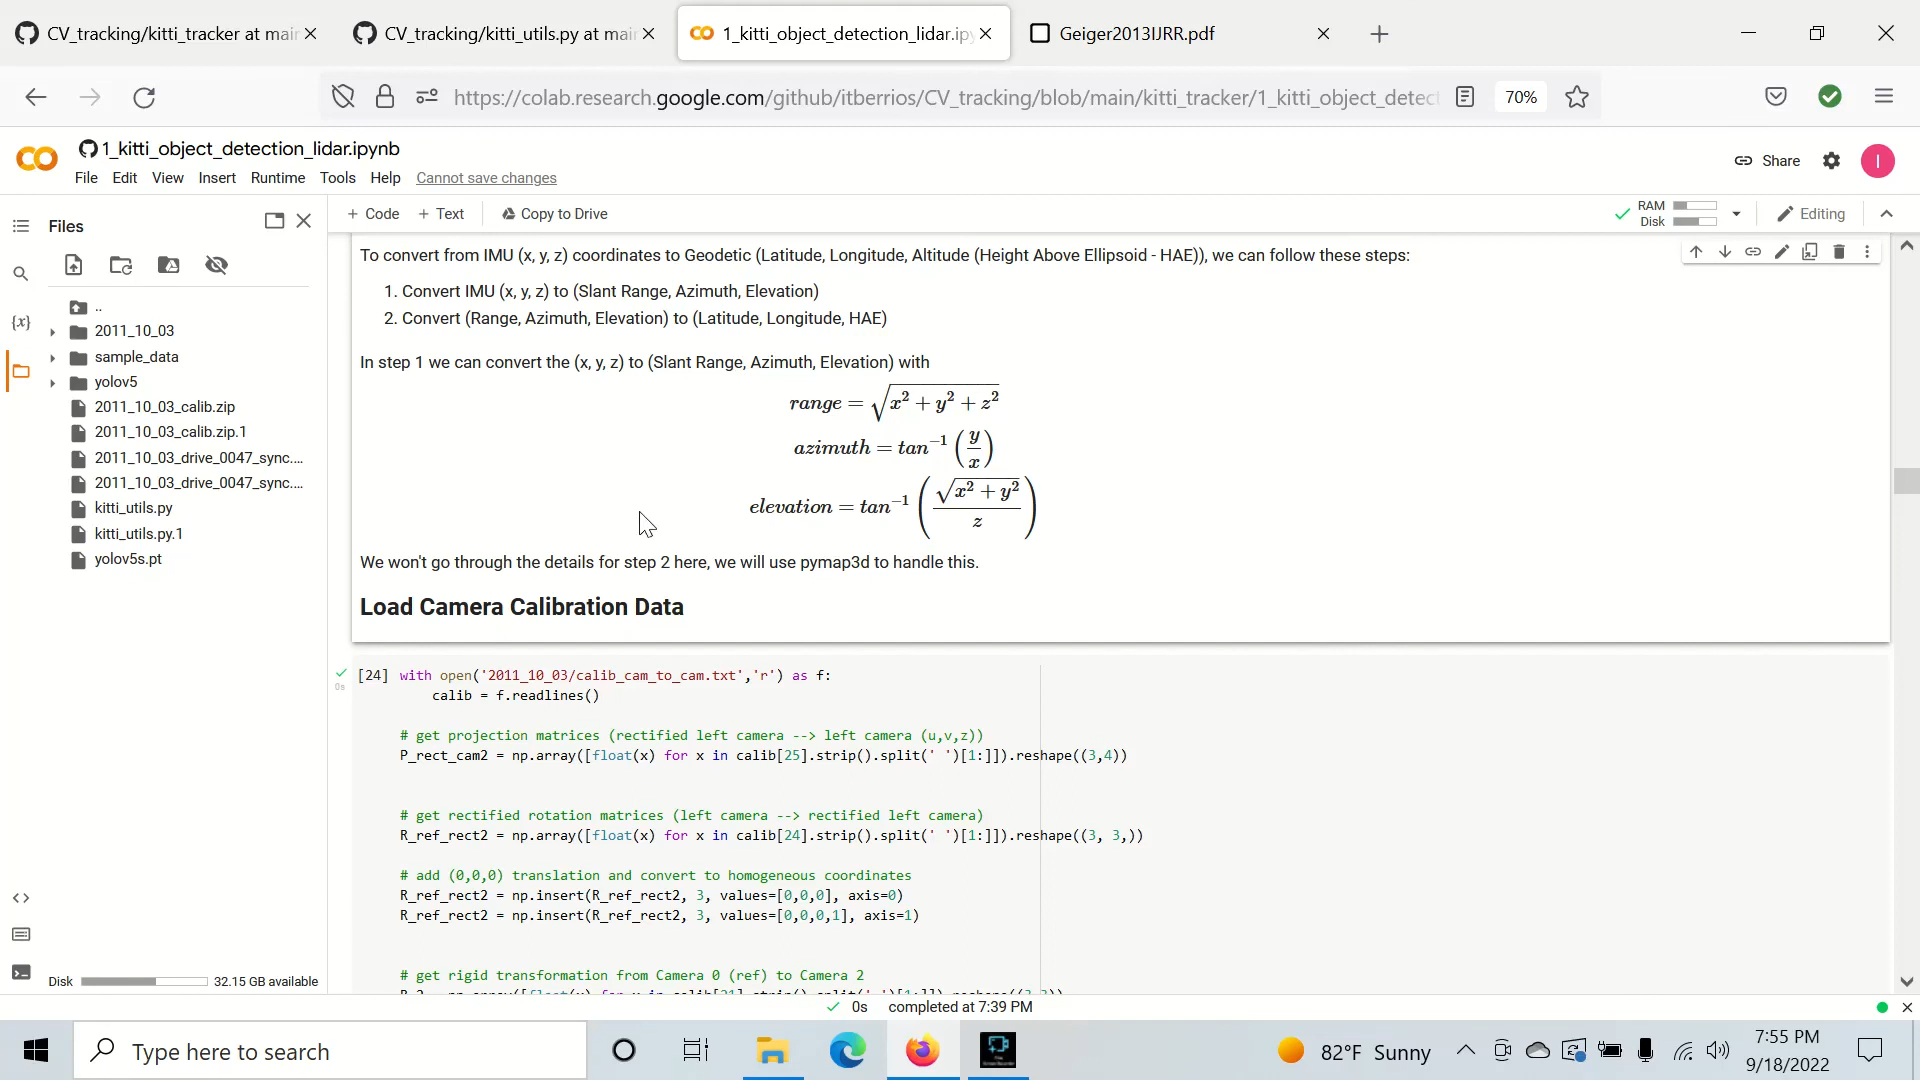 CV_tracking/kitti_tracker at mai
CV_tracking/kitti_utils.py at mai
1_kitti_object_detection_lidar.ip
Geiger2013IJRR.pdf
https://colab.research.google.com/github/itberrios/CV_tracking/blob/main/kitti_tracker/1_kitti_object_detect
70%
1_kitti_object_detection_lidar.ipynb
File Edit View Insert Runtime Tools Help Cannot save changes
Share
I
Files
+ Code + Text Copy to Drive
RAM
Disk
Editing
..
2011_10_03
sample_data
yolov5
2011_10_03_calib.zip
2011_10_03_calib.zip.1
2011_10_03_drive_0047_sync....
2011_10_03_drive_0047_sync....
kitti_utils.py
kitti_utils.py.1
yolov5s.pt
Disk 32.15 GB available
{x}
<>
To convert from IMU (x, y, z) coordinates to Geodetic (Latitude, Longitude, Altitude (Height Above Ellipsoid - HAE)), we can follow these steps:
1. Convert IMU (x, y, z) to (Slant Range, Azimuth, Elevation)
2. Convert (Range, Azimuth, Elevation) to (Latitude, Longitude, HAE)
In step 1 we can convert the (x, y, z) to (Slant Range, Azimuth, Elevation) with
range = √(x² + y² + z²)
azimuth = tan⁻¹ (y/x)
elevation = tan⁻¹ (√(x² + y²)/z)
We won't go through the details for step 2 here, we will use pymap3d to handle this.
Load Camera Calibration Data
0s
[24] with open('2011_10_03/calib_cam_to_cam.txt','r') as f:
calib = f.readlines()
# get projection matrices (rectified left camera --> left camera (u,v,z))
P_rect_cam2 = np.array([float(x) for x in calib[25].strip().split(' ')[1:]]).reshape((3,4))
# get rectified rotation matrices (left camera --> rectified left camera)
R_ref_rect2 = np.array([float(x) for x in calib[24].strip().split(' ')[1:]]).reshape((3, 3,))
# add (0,0,0) translation and convert to homogeneous coordinates
R_ref_rect2 = np.insert(R_ref_rect2, 3, values=[0,0,0], axis=0)
R_ref_rect2 = np.insert(R_ref_rect2, 3, values=[0,0,0,1], axis=1)
# get rigid transformation from Camera 0 (ref) to Camera 2
0s completed at 7:39 PM
Type here to search
82°F Sunny
7:55 PM
9/18/2022